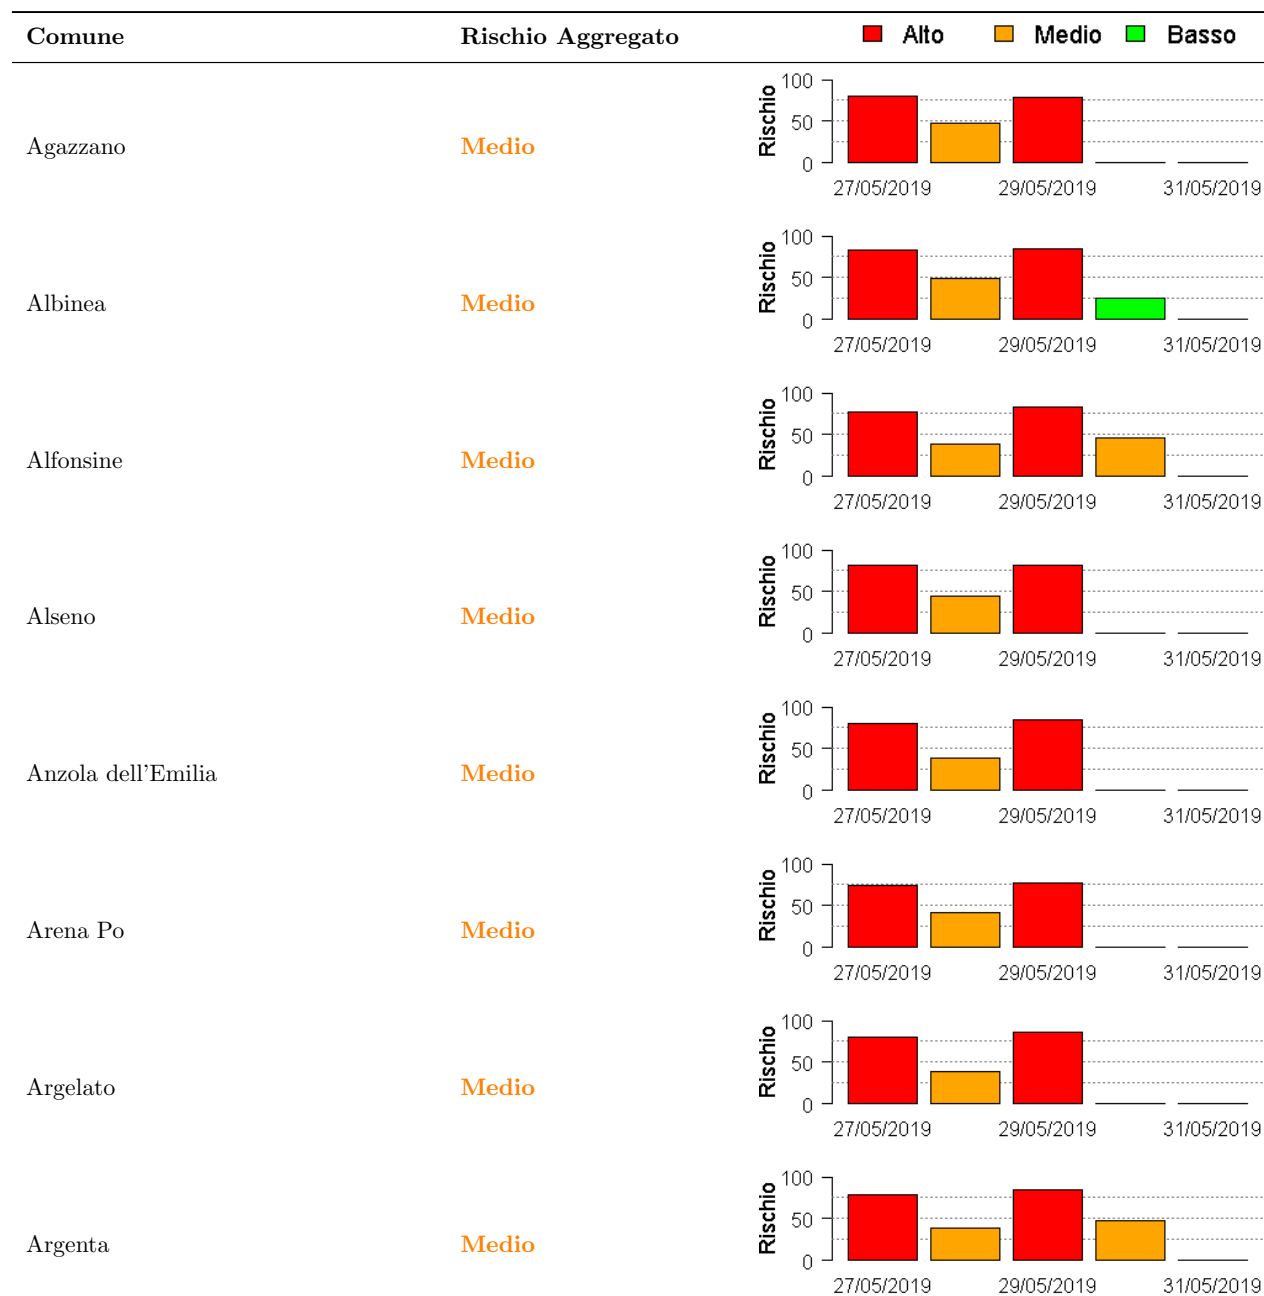 Comune Rischio Aggregato Alto Medio Basso
Agazzano Medio Rischio 100 50 0
27/05/2019 29/05/2019 31/05/2019
Albinea Medio Rischio 100 50 0
27/05/2019 29/05/2019 31/05/2019
Alfonsine Medio Rischio 100 50 0
27/05/2019 29/05/2019 31/05/2019
Alseno Medio Rischio 100 50 0
27/05/2019 29/05/2019 31/05/2019
Anzola dell'Emilia Medio Rischio 100 50 0
27/05/2019 29/05/2019 31/05/2019
Arena Po Medio Rischio 100 50 0
27/05/2019 29/05/2019 31/05/2019
Argelato Medio Rischio 100 50 0
27/05/2019 29/05/2019 31/05/2019
Argenta Medio Rischio 100 50 0
27/05/2019 29/05/2019 31/05/2019